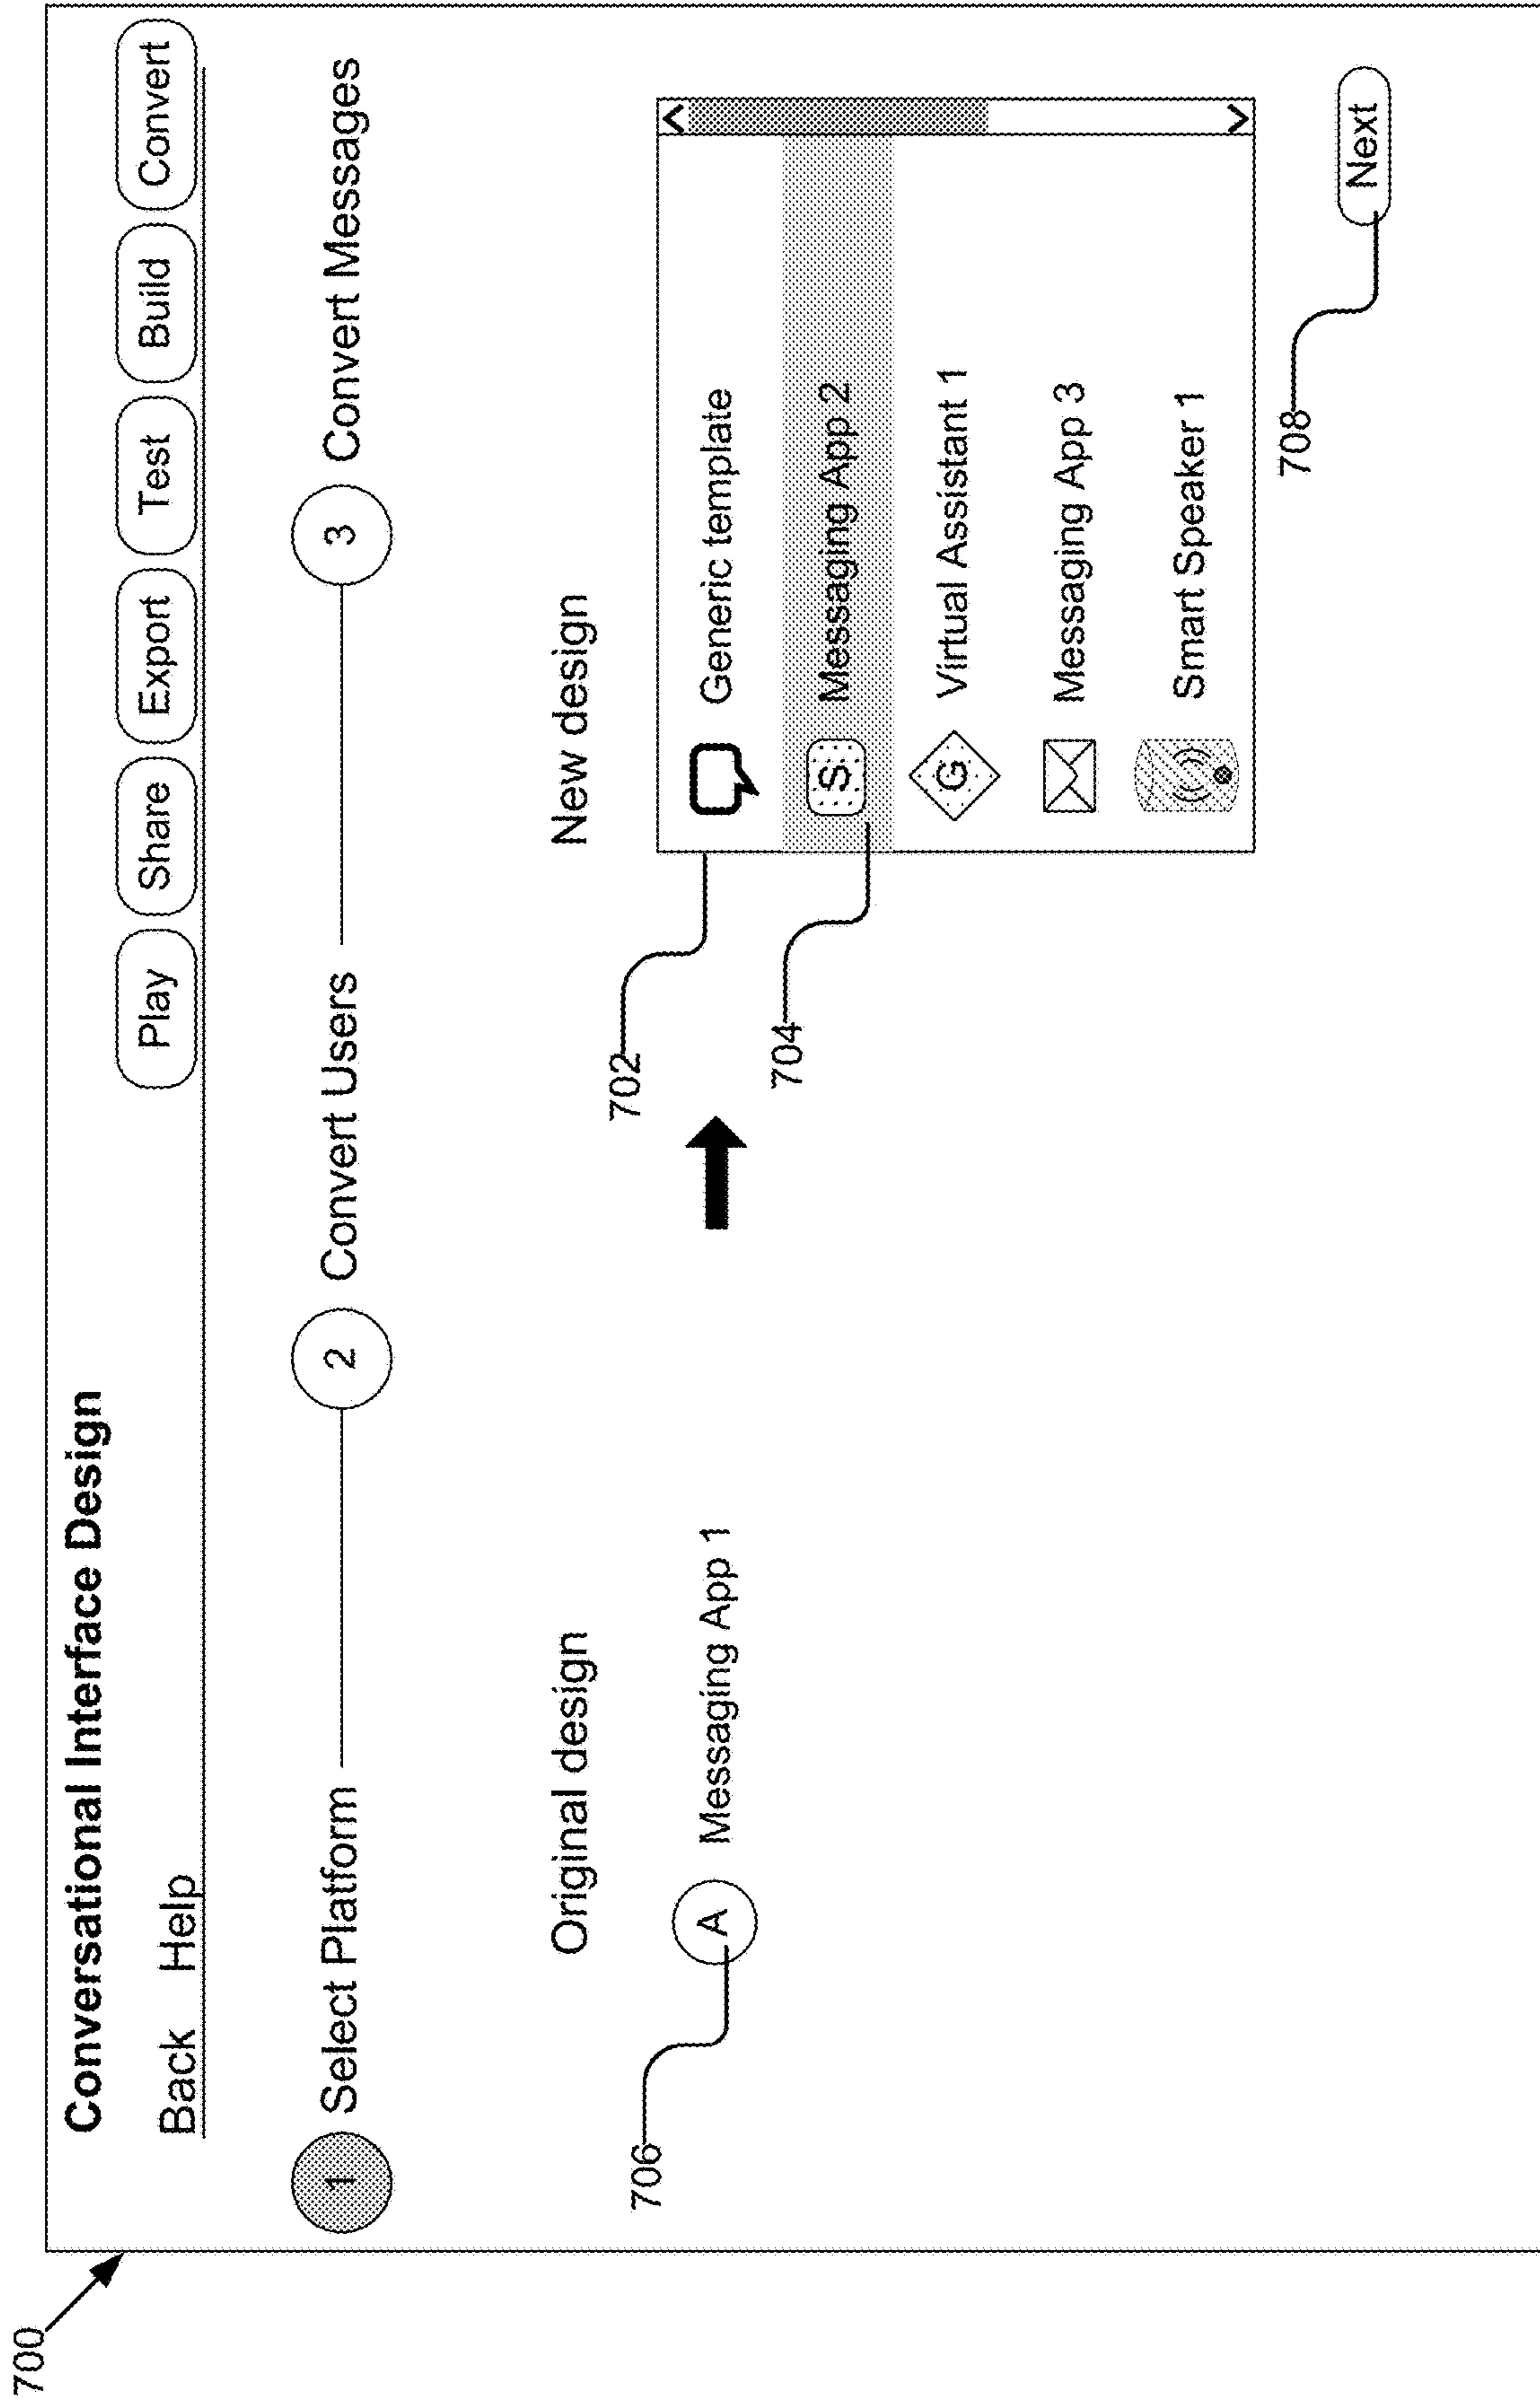 700
Conversational Interface Design
Back Help Play Share Export Test Build Convert
1 Select Platform 2 Convert Users 3 Convert Messages
Original design New design
706 A Messaging App 1
702 Generic template
704 S Messaging App 2
G Virtual Assistant 1
Messaging App 3
Smart Speaker 1
708 Next